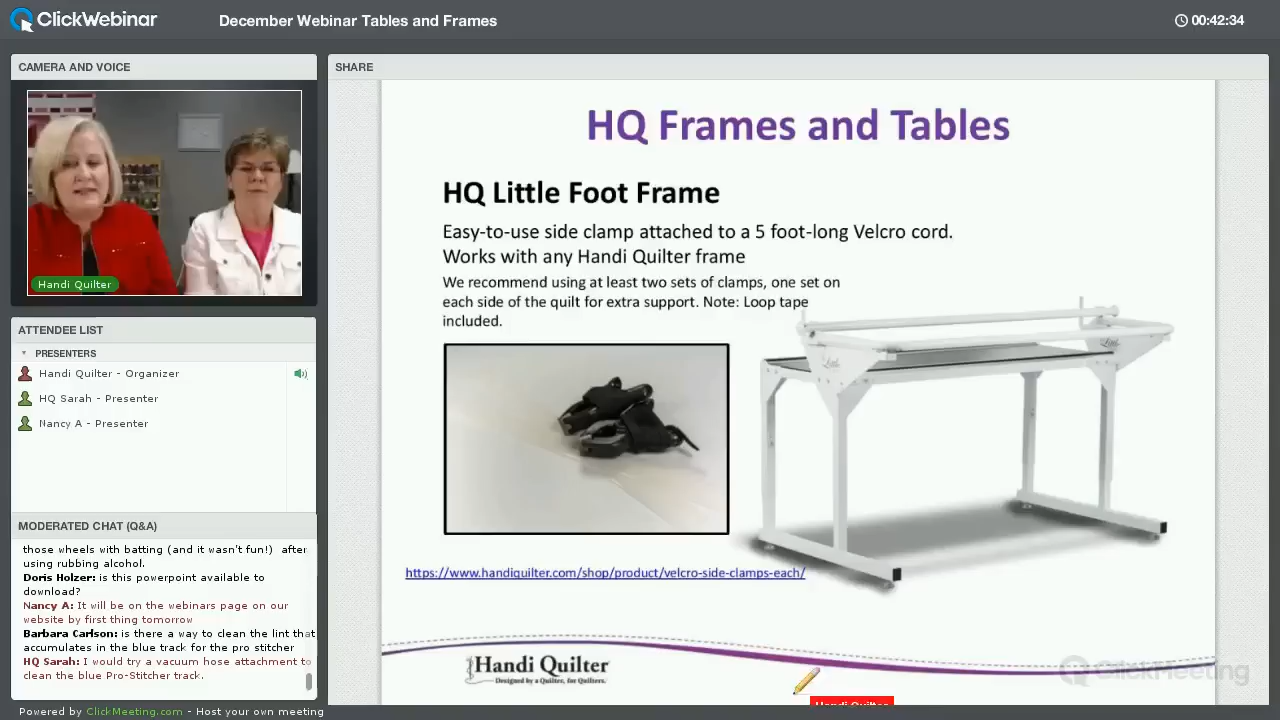 ClickWebinar
December Webinar Tables and Frames
00:42:34
CAMERA AND VOICE
Handi Quilter
ATTENDEE LIST
PRESENTERS
Handi Quilter - Organizer
HQ Sarah - Presenter
Nancy A - Presenter
MODERATED CHAT (Q&A)
those wheels with batting (and it wasn't fun!) after
using rubbing alcohol.
Doris Holzer: is this powerpoint available to
download?
Nancy A: It will be on the webinars page on our
website by first thing tomorrow
Barbara Carlson: is there a way to clean the lint that
accumulates in the blue track for the pro stitcher
HQ Sarah: I would use a vacuum hose attachment to
clean the blue Pro-Stitcher track.
Powered by ClickMeeting.com - Host your own meeting
SHARE
HQ Frames and Tables
HQ Little Foot Frame
Easy-to-use side clamp attached to a 5 foot-long Velcro cord.
Works with any Handi Quilter frame
We recommend using at least two sets of clamps, one set on
each side of the quilt for extra support. Note: Loop tape
included.
https://www.handiquilter.com/shop/product/velcro-side-clamps-each/
Handi Quilter
Designed by a Quilter, for Quilters.
ClickMeeting
Handi Quilter